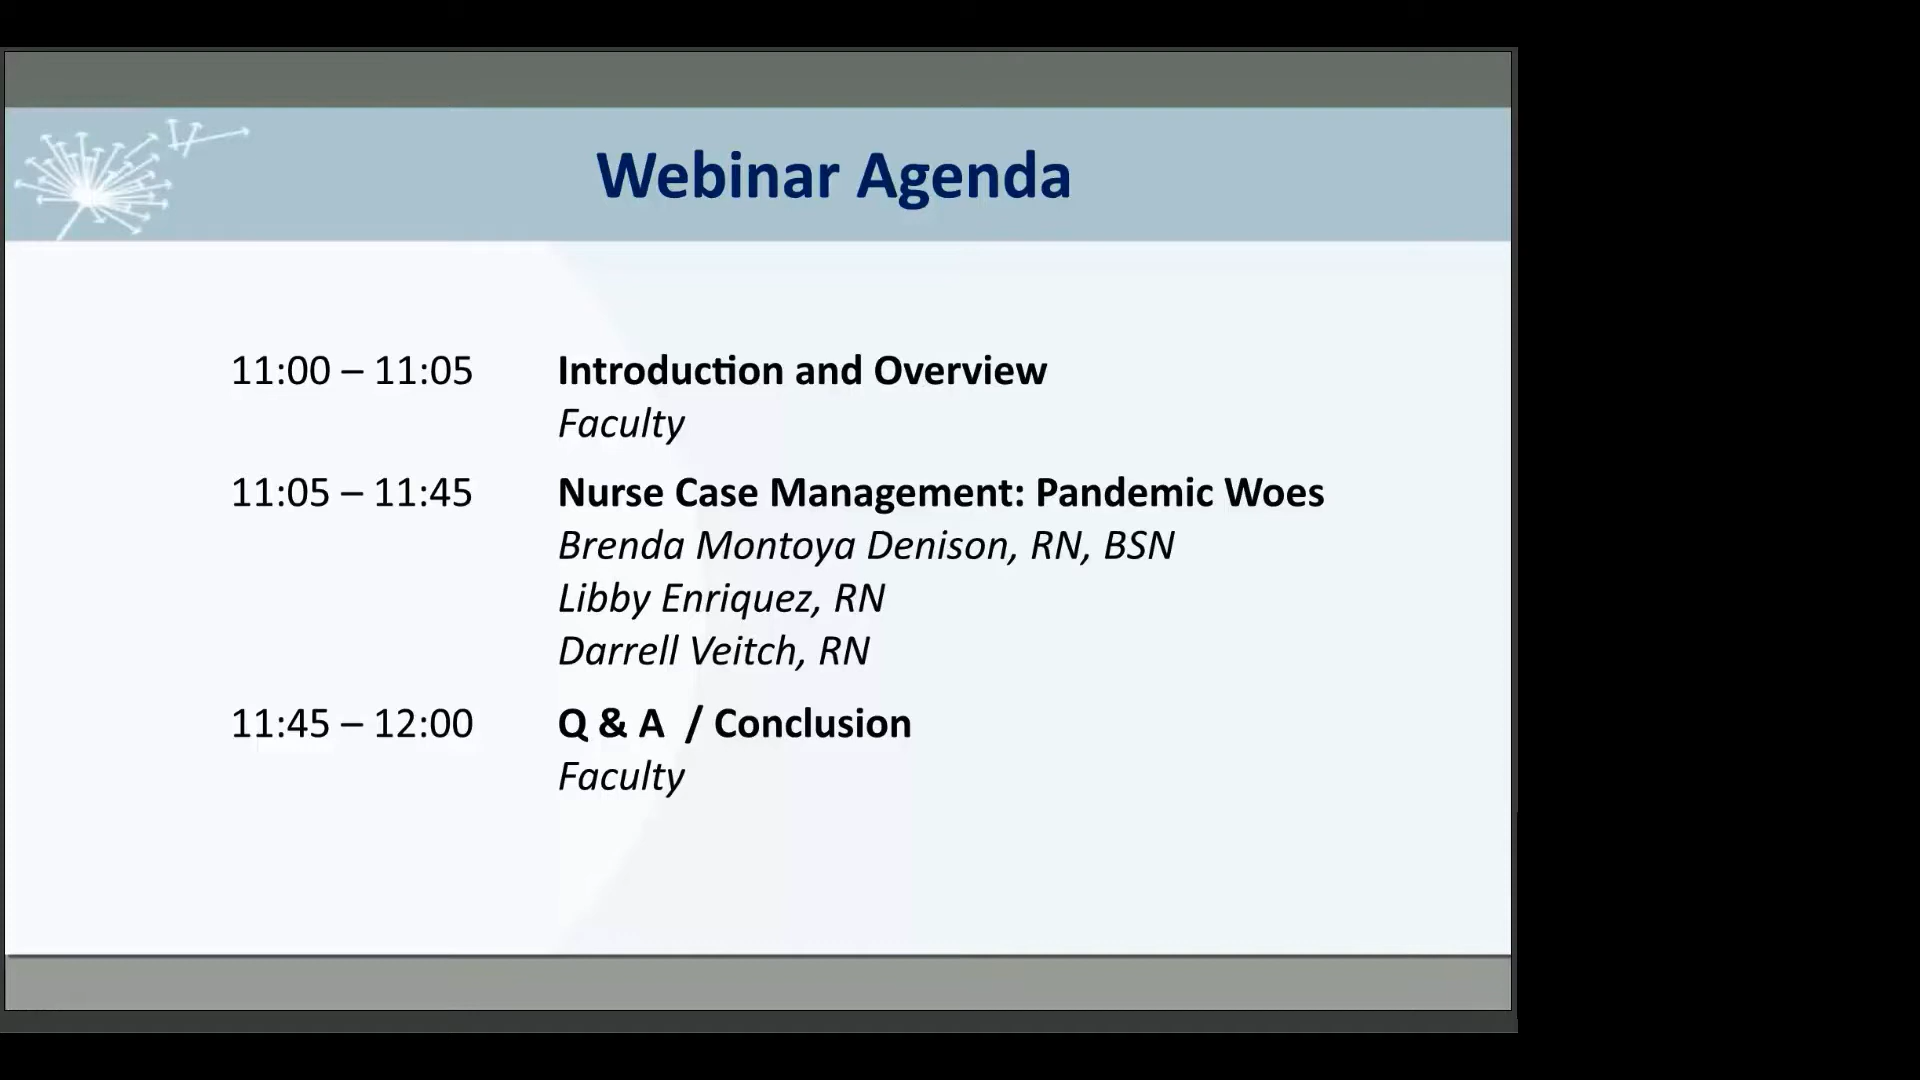 Webinar Agenda
11:00 – 11:05 Introduction and Overview
Faculty
11:05 – 11:45 Nurse Case Management: Pandemic Woes
Brenda Montoya Denison, RN, BSN
Libby Enriquez, RN
Darrell Veitch, RN
11:45 – 12:00 Q & A / Conclusion
Faculty